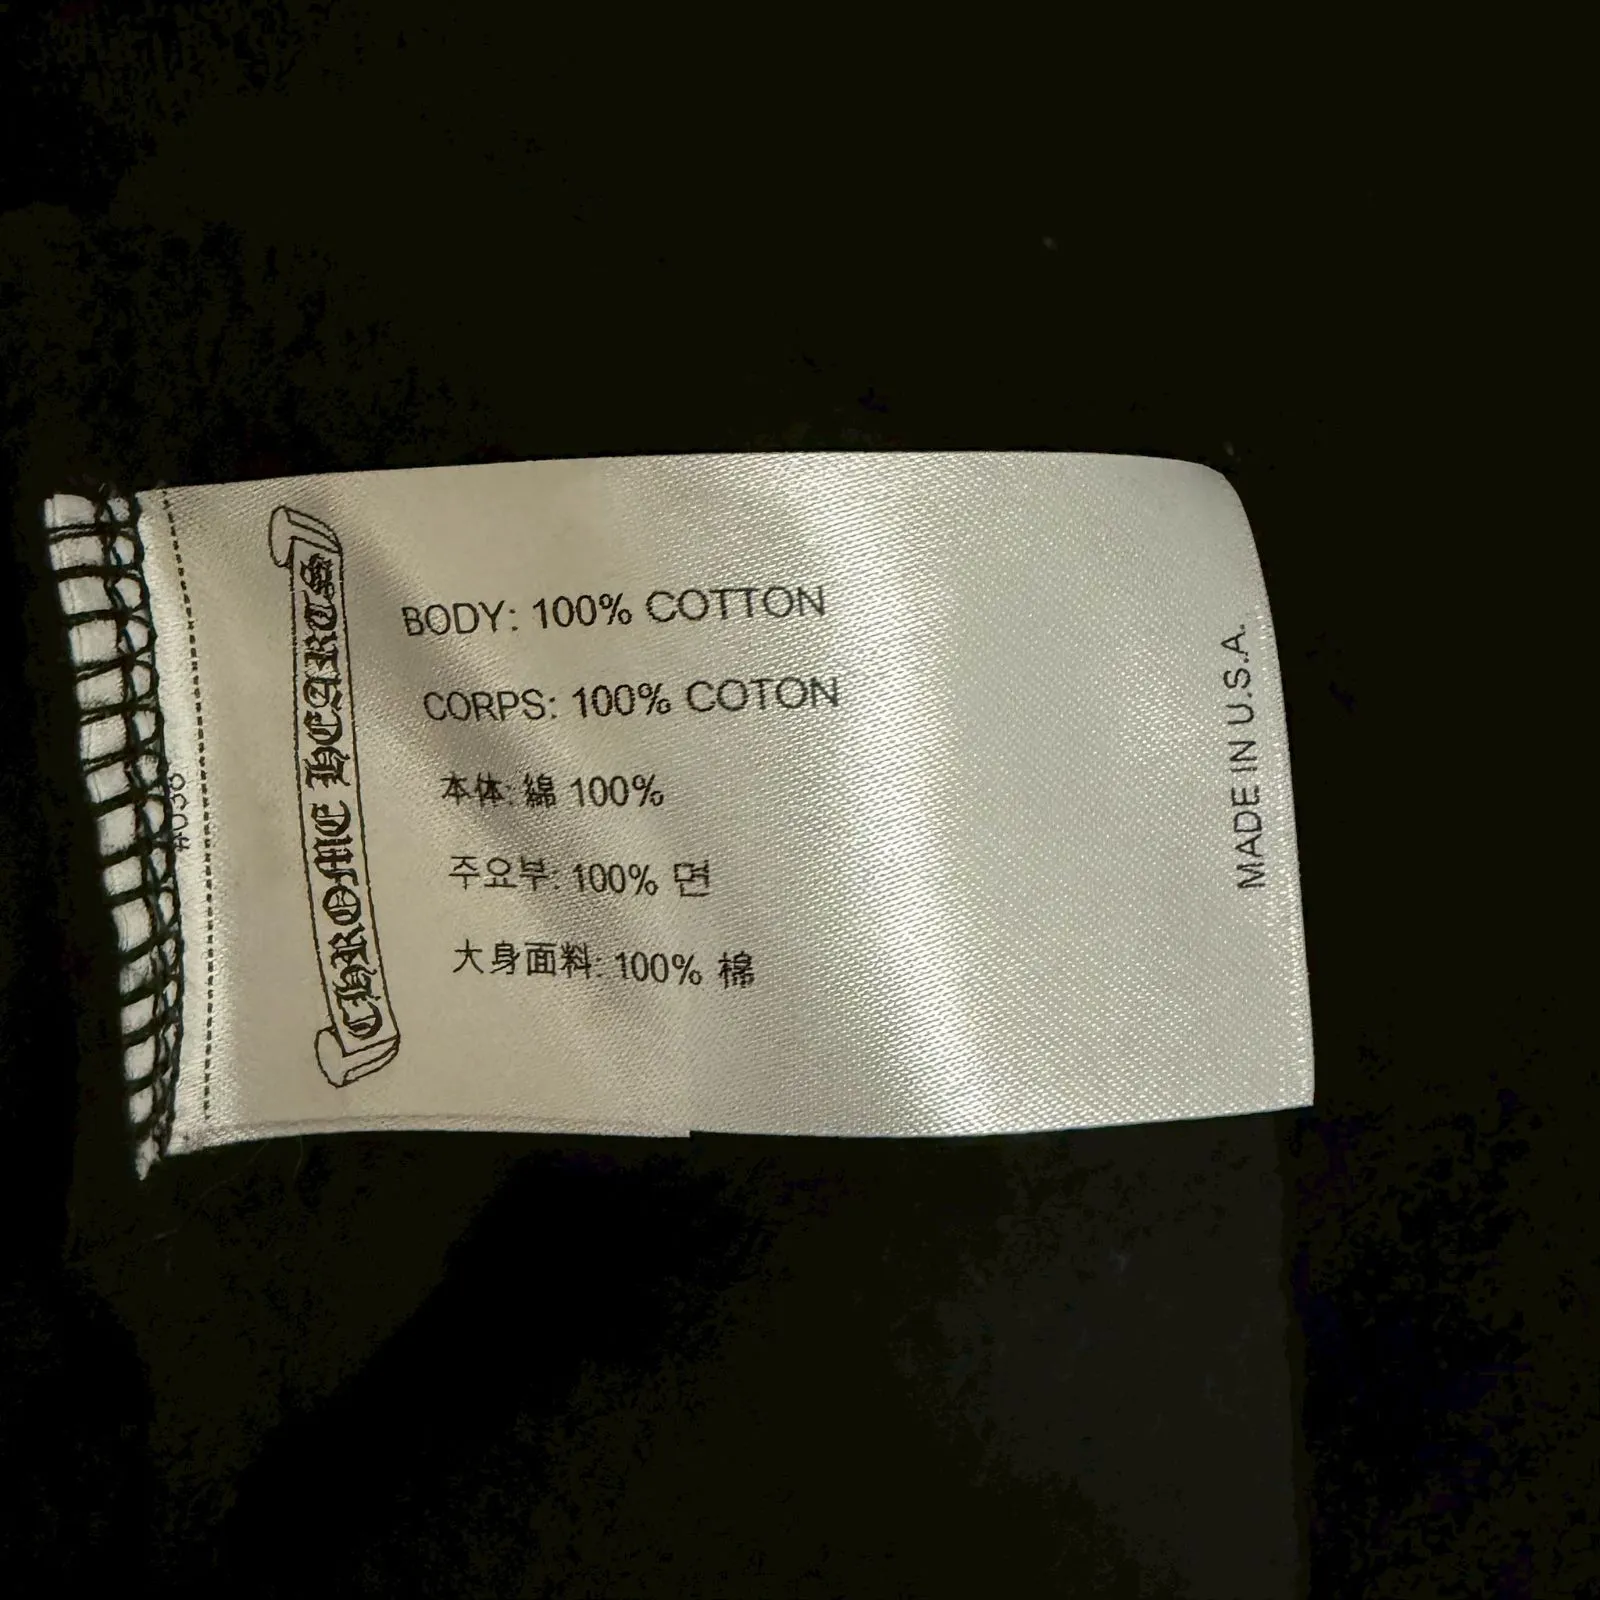 CHROME HEARTS
BODY: 100% COTTON
CORPS: 100% COTON
本体: 綿 100%
주요부: 100% 면
大身面料: 100% 棉
MADE IN U.S.A.